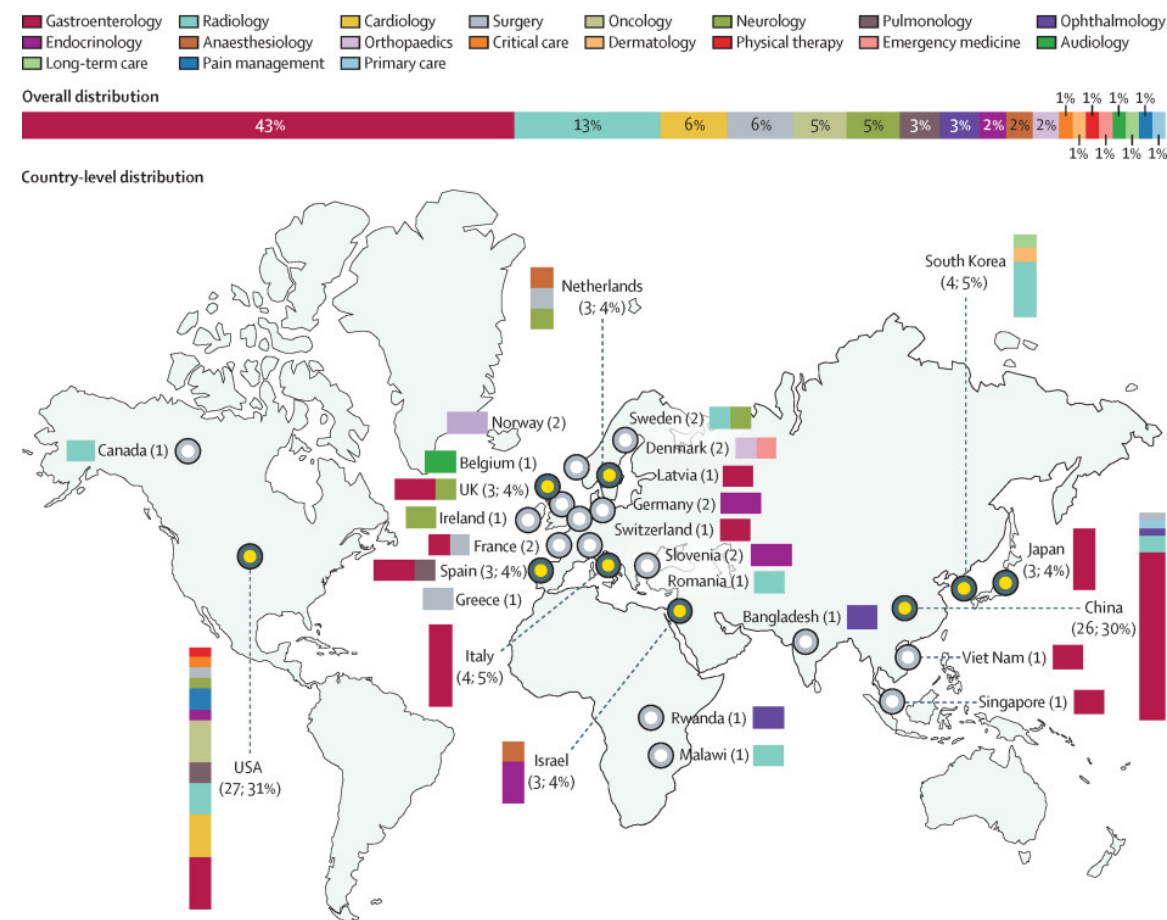 Gastroenterology Radiology Cardiology Surgery Oncology Neurology Pulmonology Ophthalmology
Endocrinology Anaesthesiology Orthopaedics Critical care Dermatology Physical therapy Emergency medicine Audiology
Long-term care Pain management Primary care
Overall distribution
1% 1% 1% 1%
43% 13% 6% 6% 5% 5% 3% 3% 2% 2% 2%
1% 1% 1% 1%
Country-level distribution
South Korea
(4; 5%)
Netherlands
(3; 4%)
Norway (2)
Sweden (2)
Canada (1)
Denmark (2)
Belgium (1)
Latvia (1)
UK (3; 4%)
Germany (2)
Ireland (1)
Switzerland (1)
France (2)
Slovenia (2)
Japan
(3; 4%)
Spain (3; 4%)
Romania (1)
Greece (1)
Bangladesh (1)
China
(26; 30%)
Italy
(4; 5%)
Viet Nam (1)
Singapore (1)
Rwanda (1)
Malawi (1)
Israel
(3; 4%)
USA
(27; 31%)